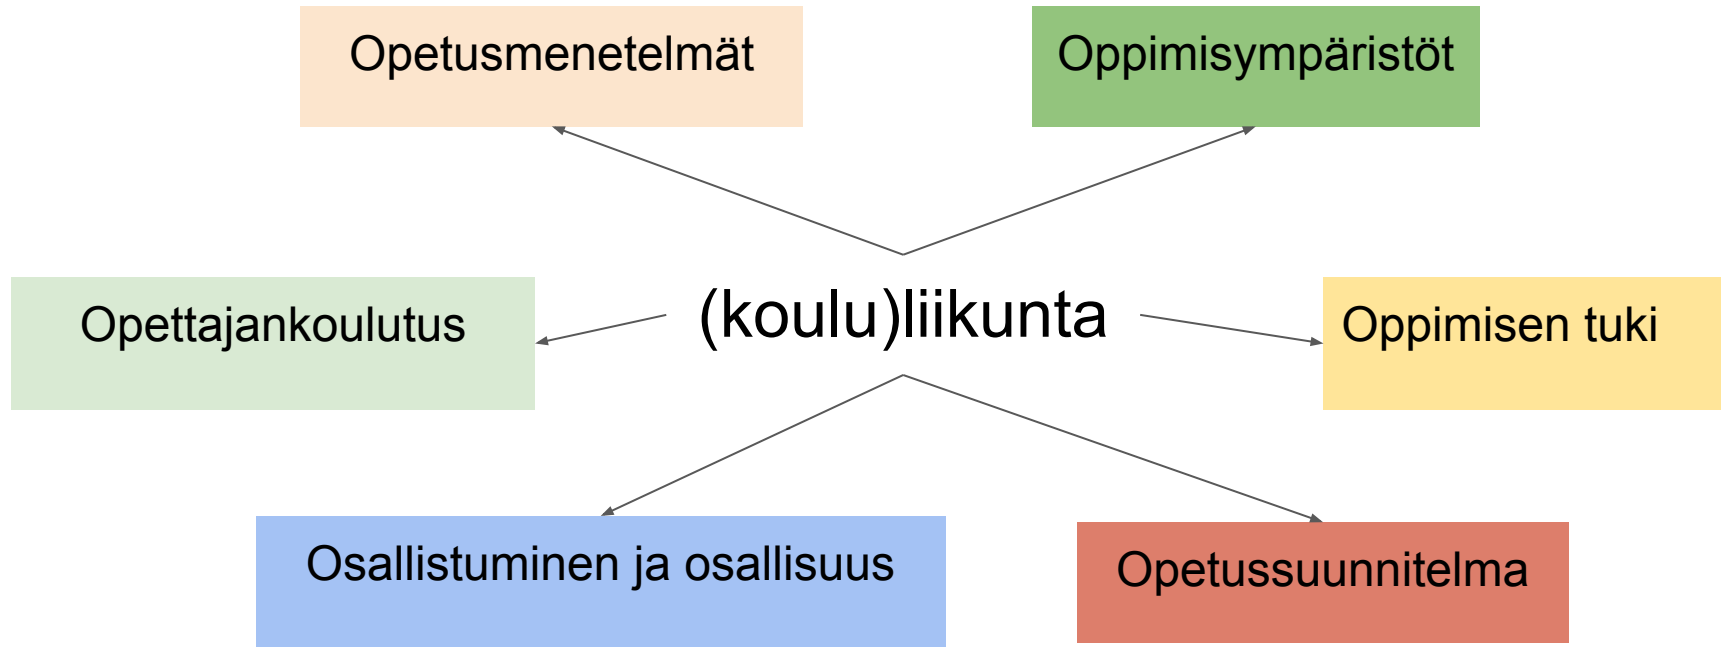 Opetusmenetelmät
Oppimisympäristöt
Opettajankoulutus
(koulu)liikunta
Oppimisen tuki
Osallistuminen ja osallisuus
Opetussuunnitelma